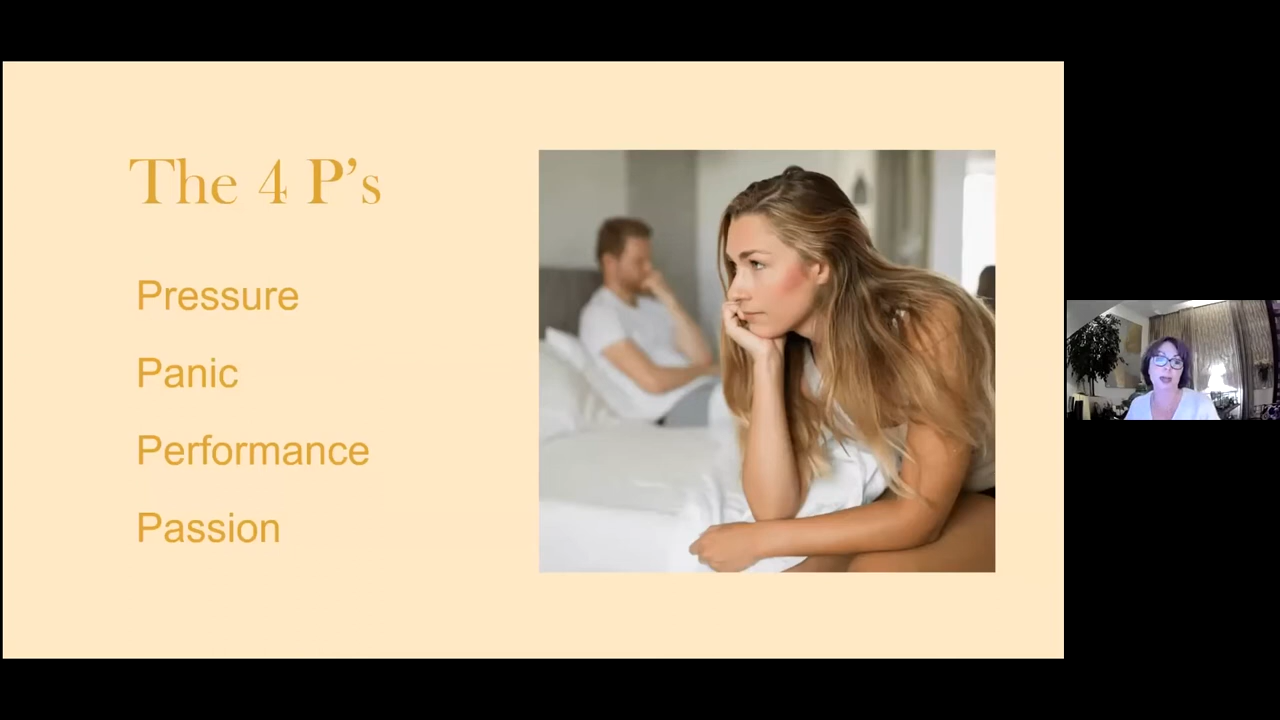 The 4 P’s
Pressure
Panic
Performance
Passion